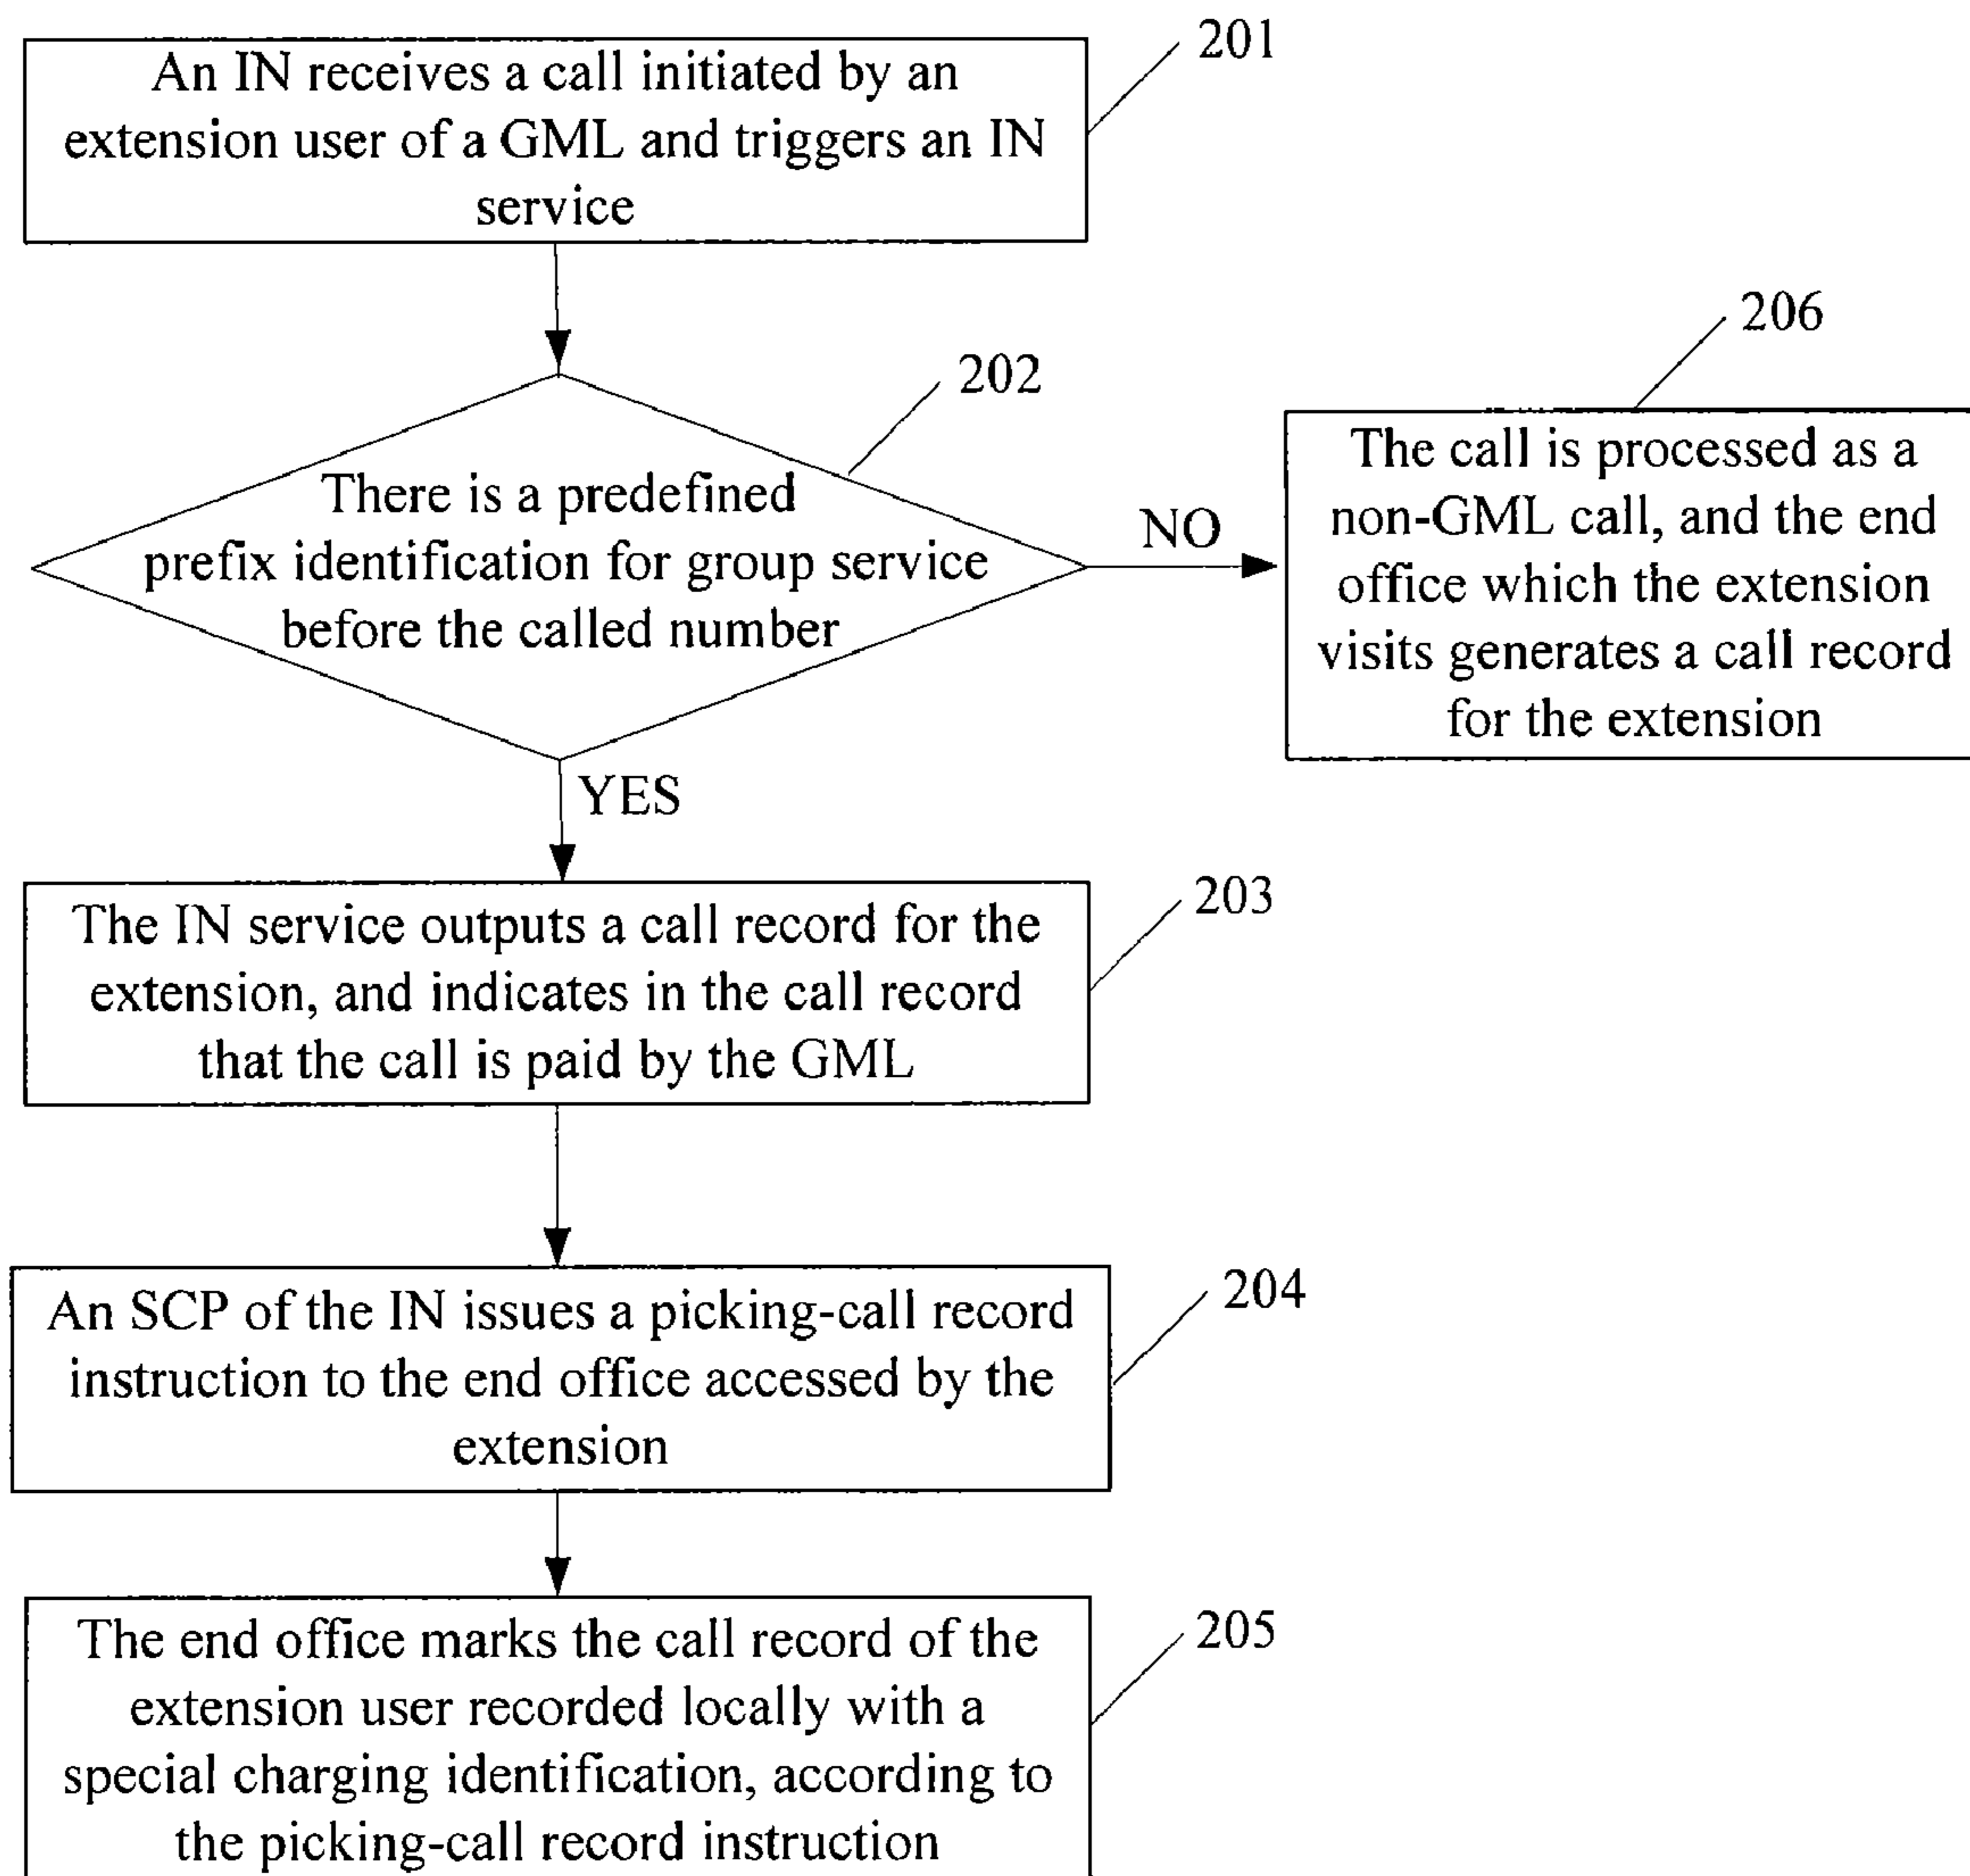 An IN receives a call initiated by an
extension user of a GML and triggers an IN
service
201
There is a predefined
prefix identification for group service
before the called number
202
NO
206
The call is processed as a
non-GML call, and the end
office which the extension
visits generates a call record
for the extension
YES
The IN service outputs a call record for the
extension, and indicates in the call record
that the call is paid by the GML
203
An SCP of the IN issues a picking-call record
instruction to the end office accessed by the
extension
204
The end office marks the call record of the
extension user recorded locally with a
special charging identification, according to
the picking-call record instruction
205